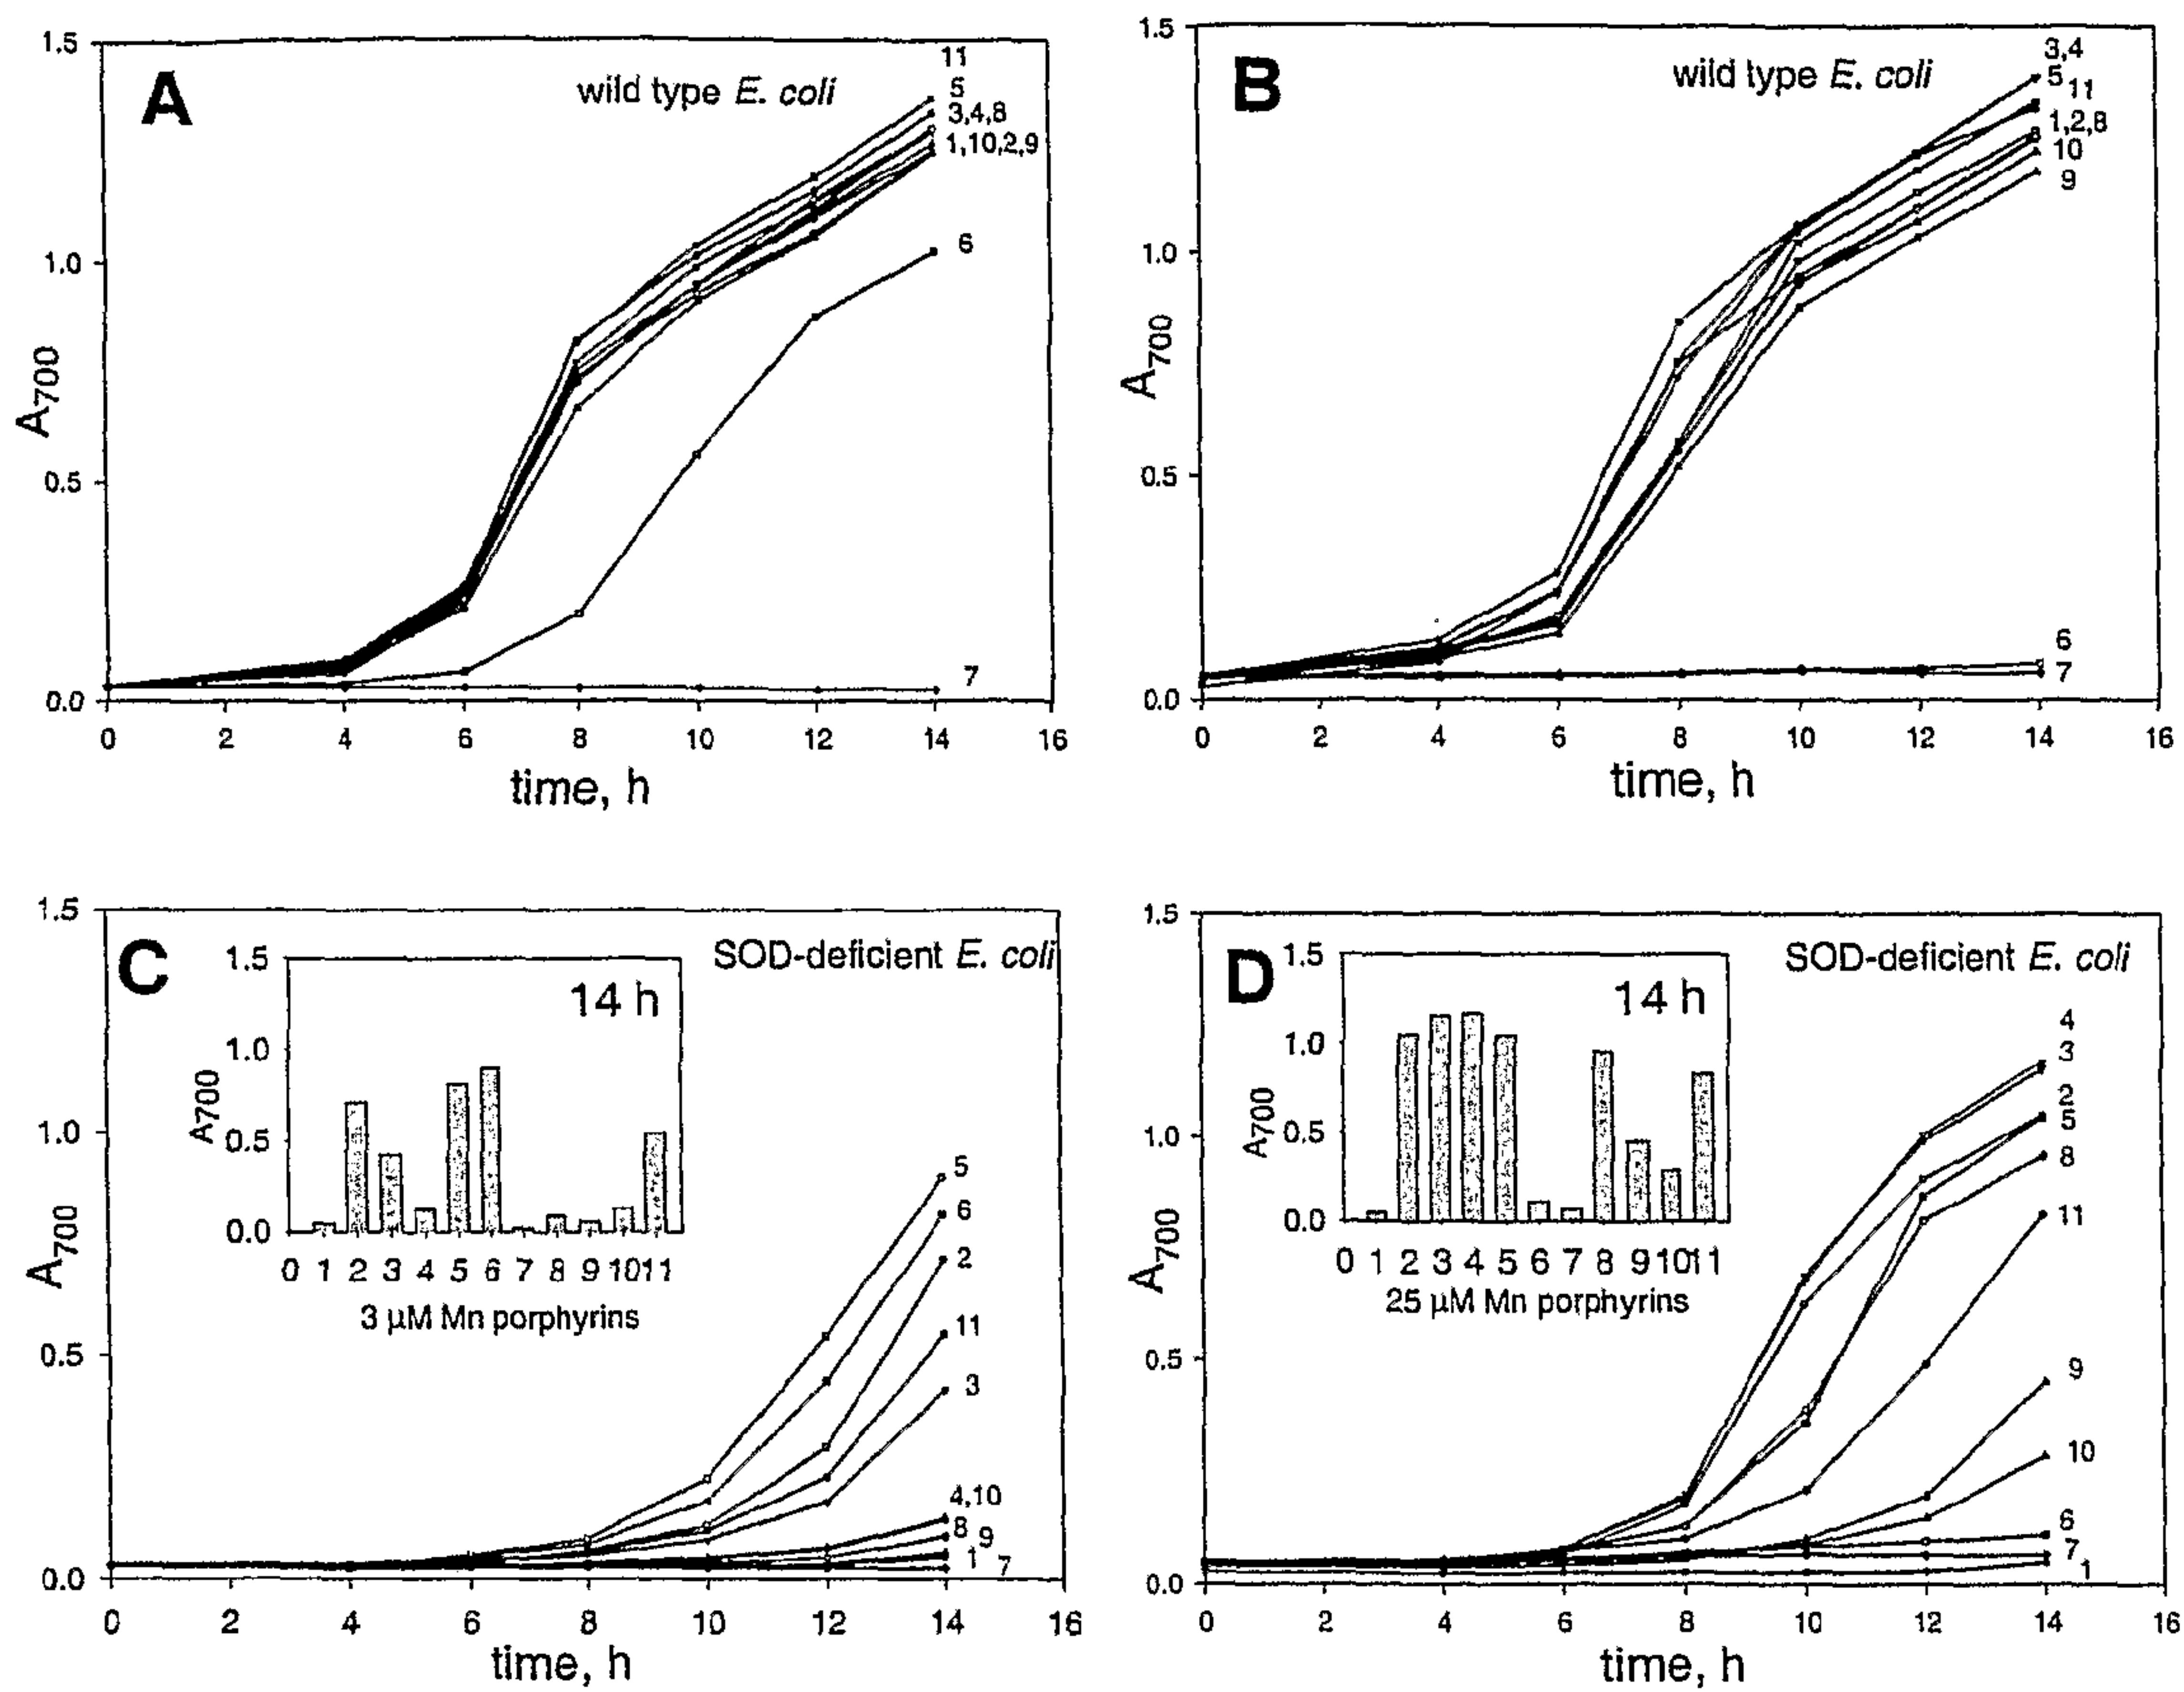 A
wild type E. coli
1.5
1.0
0.5
0.0
A700
0 2 4 6 8 10 12 14 16
time, h
11
5
3,4,8
1,10,2,9
6
7
B
wild type E. coli
1.5
1.0
0.5
0.0
A700
0 2 4 6 8 10 12 14 16
time, h
3,4
5
11
1,2,8
10
9
6
7
C
SOD-deficient E. coli
1.5
1.0
0.5
0.0
A700
0 2 4 6 8 10 12 14 16
time, h
14 h
1.5
1.0
0.5
0.0
A700
0 1 2 3 4 5 6 7 8 9 10 11
3 µM Mn porphyrins
5
6
2
11
3
4,10
8
9
1
7
D
SOD-deficient E. coli
1.5
1.0
0.5
0.0
A700
0 2 4 6 8 10 12 14 16
time, h
14 h
1.5
1.0
0.5
0.0
A700
0 1 2 3 4 5 6 7 8 9 10 11
25 µM Mn porphyrins
4
3
2
5
8
11
9
10
6
7
1